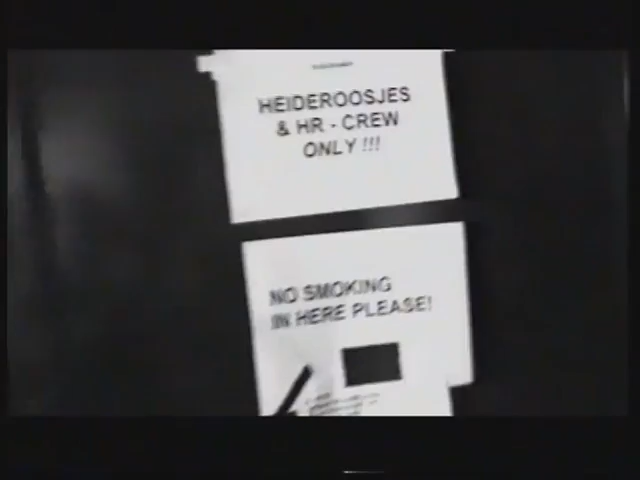 HEIDEROOSJES
& HR - CREW
ONLY !!!
NO SMOKING
IN HERE PLEASE!